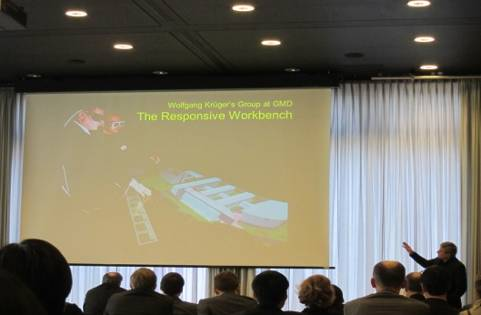 Wolfgang Krüger's Group at GMD
The Responsive Workbench